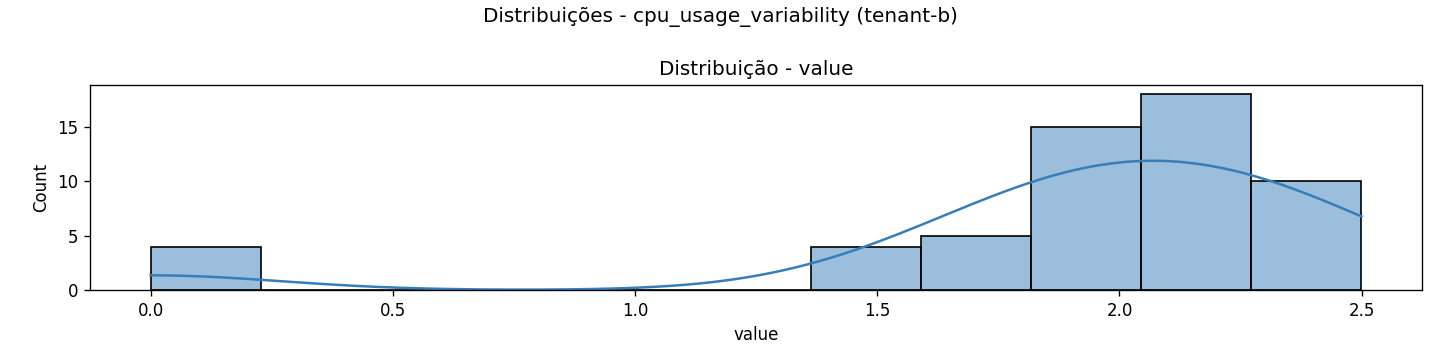 Distribuições - cpu_usage_variability (tenant-b)
Distribuição - value
Count
15
10
5
0
0.0 0.5 1.0 1.5 2.0 2.5
value